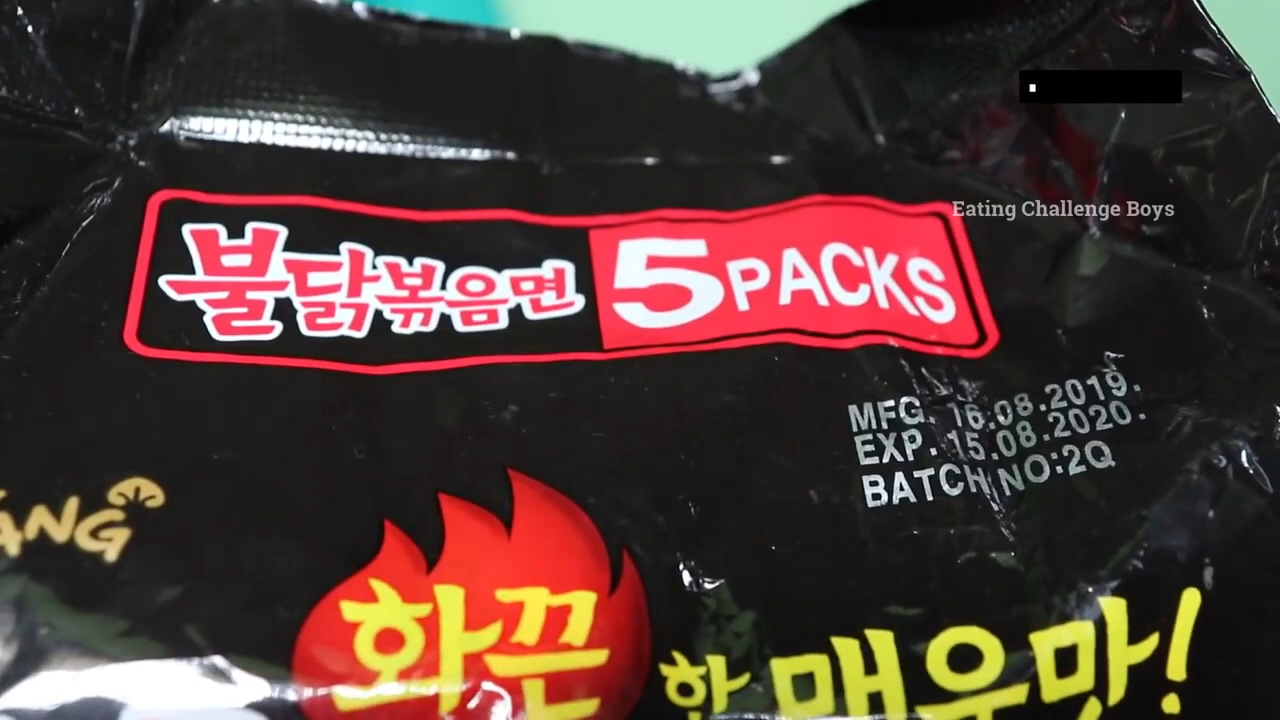 Eating Challenge Boys
불닭볶음면 5PACKS
MFG. 16.08.2019.
EXP. 15.08.2020.
BATCH NO:2Q
ANG
화끈한 매운맛!